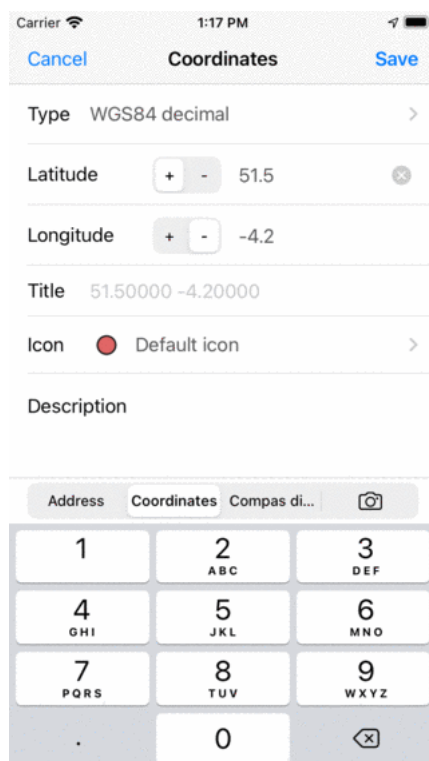 Carrier 1:17 PM
Cancel Coordinates Save
Type WGS84 decimal
Latitude + - 51.5
Longitude + - -4.2
Title 51.50000 -4.20000
Icon Default icon
Description
Address Coordinates Compas di...
1 2 3
ABC DEF
4 5 6
GHI JKL MNO
7 8 9
PQRS TUV WXYZ
. 0